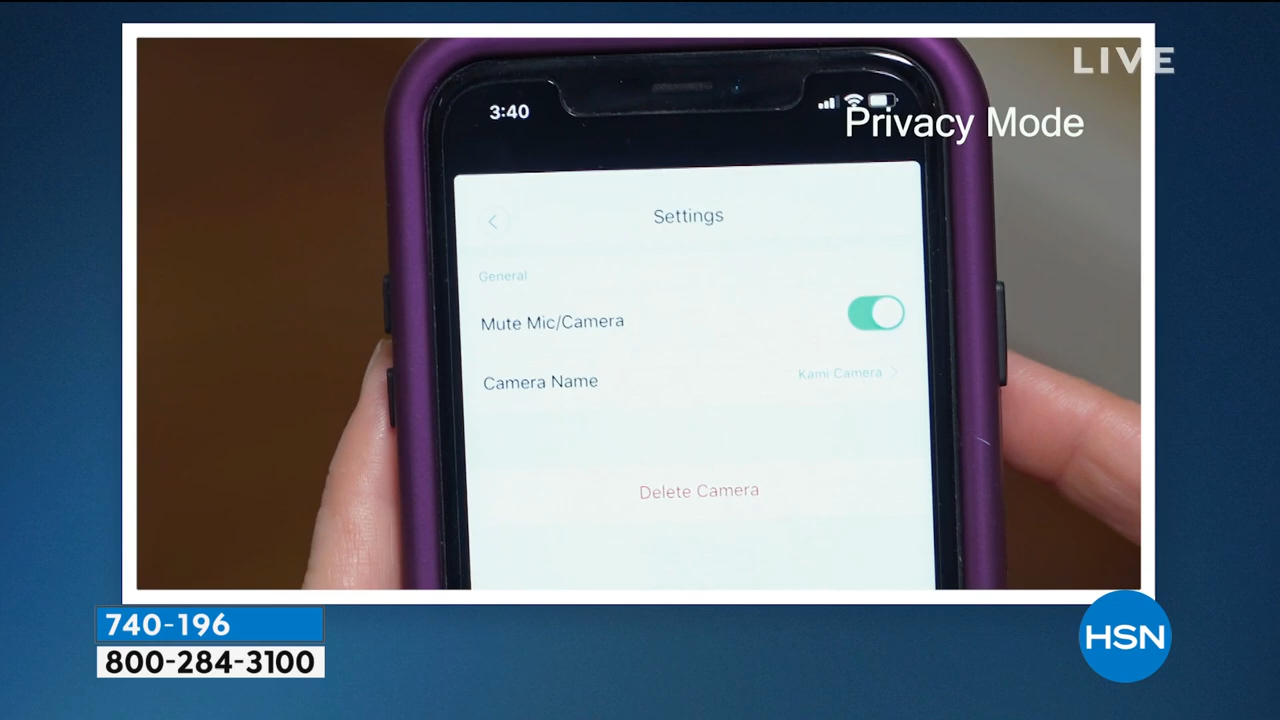 LIVE
3:40
Privacy Mode
Settings
General
Mute Mic/Camera
Camera Name
Kami Camera
Delete Camera
740-196
800-284-3100
HSN